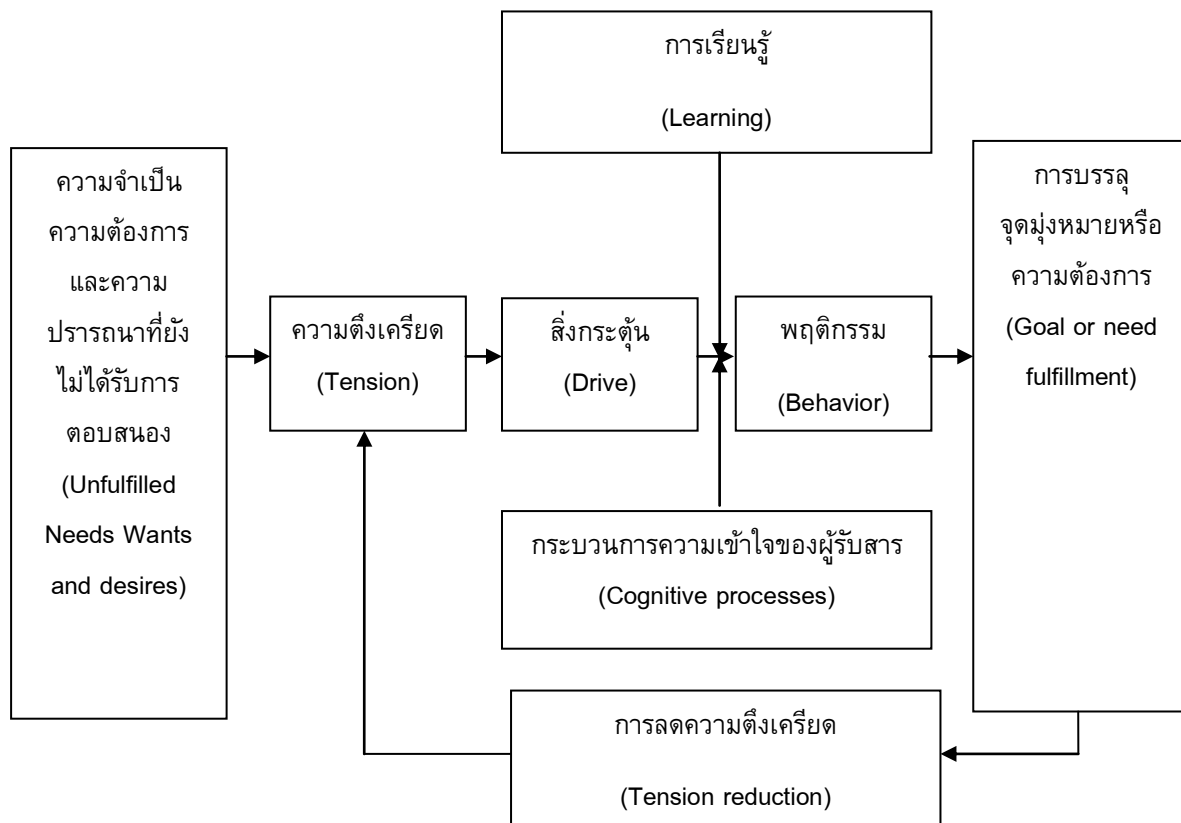 การเรียนรู้
(Learning)
ความจำเป็น
ความต้องการ
และความ
ปรารถนาที่ยัง
ไม่ได้รับการ
ตอบสนอง
(Unfulfilled
Needs Wants
and desires)
ความตึงเครียด
(Tension)
สิ่งกระตุ้น
(Drive)
พฤติกรรม
(Behavior)
การบรรลุ
จุดมุ่งหมายหรือ
ความต้องการ
(Goal or need
fulfillment)
กระบวนการความเข้าใจของผู้รับสาร
(Cognitive processes)
การลดความตึงเครียด
(Tension reduction)